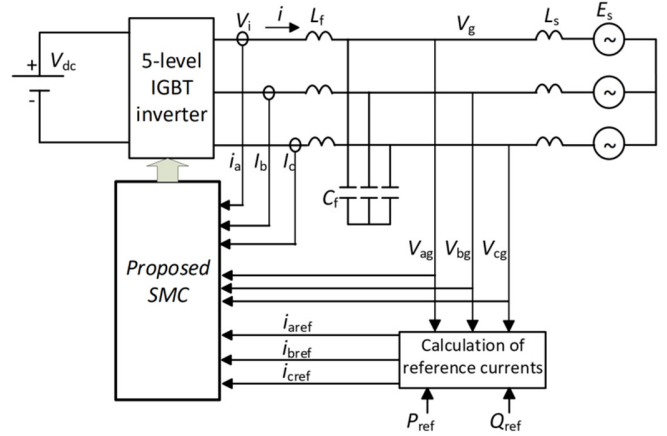 Vi
i
Lf
Vg
Ls
Es
+
Vdc
-
5-level
IGBT
inverter
~
~
~
ia
Ib
Ic
Cf
Proposed
SMC
Vag
Vbg
Vcg
iaref
ibref
icref
Calculation of
reference currents
Pref
Qref